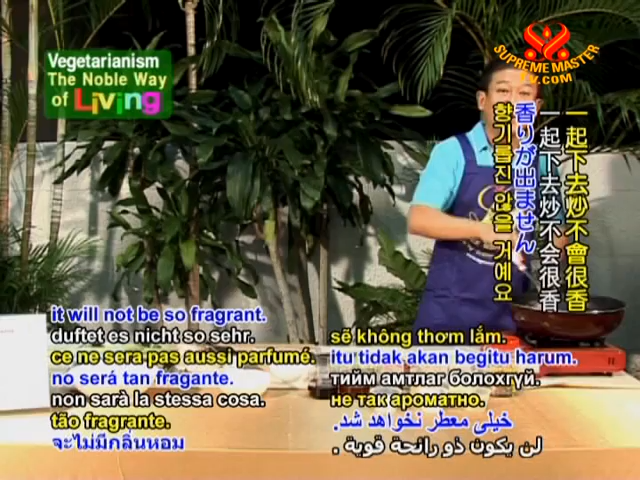 Vegetarianism
The Noble Way
of Living
SUPREME MASTER
TV.COM
一起下去炒不會很香
一起下去炒不会很香
香りが出ません
향기롭진 않을 거예요
it will not be so fragrant.
duftet es nicht so sehr.
ce ne sera pas aussi parfumé.
no será tan fragante.
non sarà la stessa cosa.
tão fragrante.
จะไม่มีกลิ่นหอม
sẽ không thơm lắm.
itu tidak akan begitu harum.
тийм амтлаг болохгүй.
не так ароматно.
خیلی معطر نخواهد شد.
لن يكون ذو رائحة قوية .